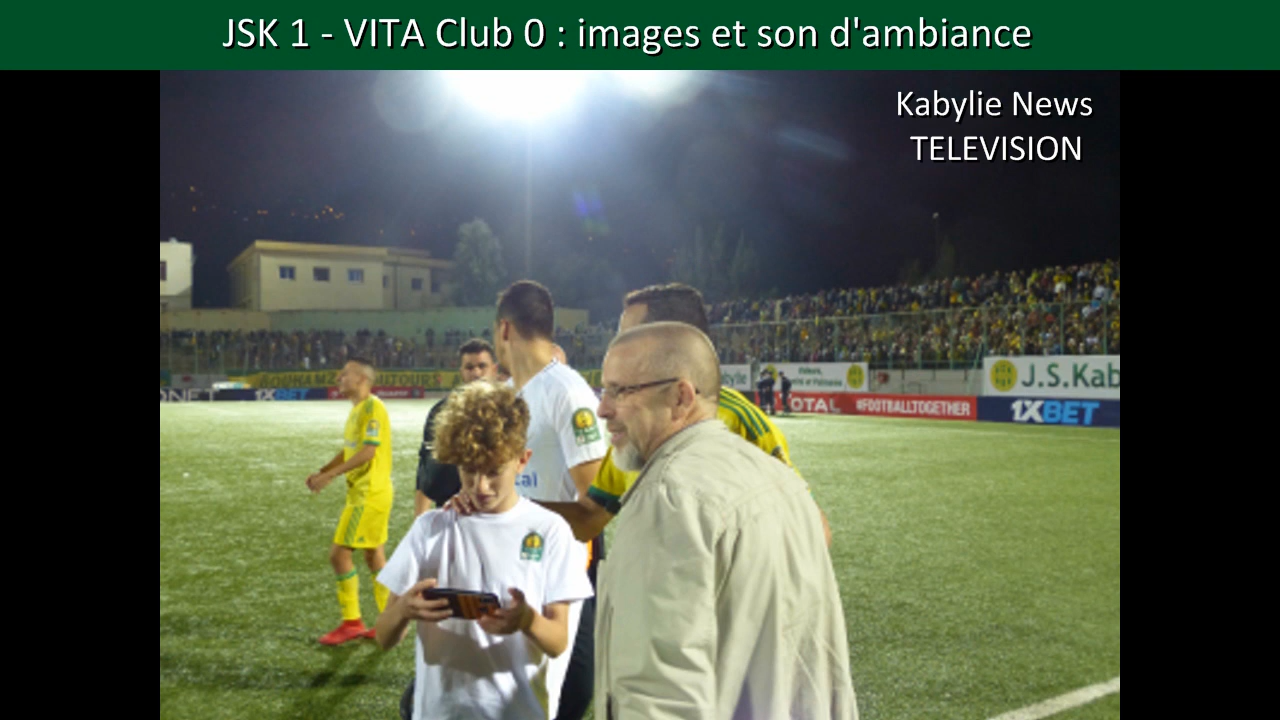 JSK 1 - VITA Club 0 : images et son d'ambiance
Kabylie News
TELEVISION
J.S.Kab
1XBET
OTAL
#FOOTBALLTOGETHER
1XBET